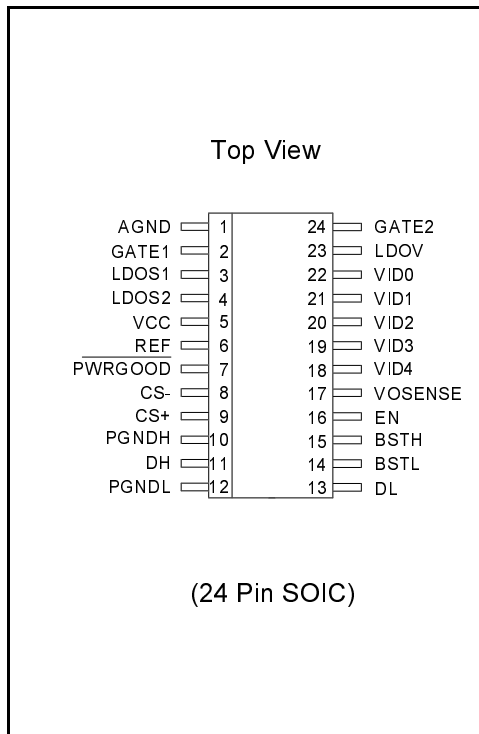 Top View
AGND 1 24 GATE2
GATE1 2 23 LDOV
LDOS1 3 22 VID0
LDOS2 4 21 VID1
VCC 5 20 VID2
REF 6 19 VID3
PWRGOOD 7 18 VID4
CS- 8 17 VOSENSE
CS+ 9 16 EN
PGNDH 10 15 BSTH
DH 11 14 BSTL
PGNDL 12 13 DL
(24 Pin SOIC)